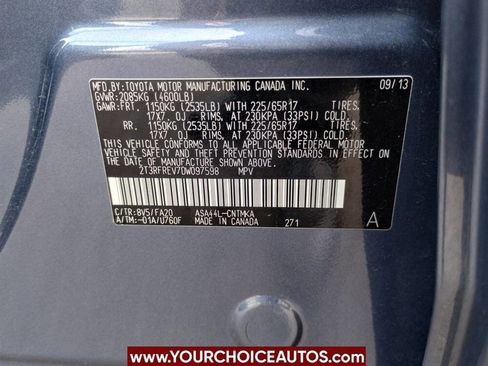 MFD.BY:TOYOTA MOTOR MANUFACTURING CANADA INC. 09/13
GVWR:2085KG (4600LB)
GAWR:FRT. 1150KG (2535LB) WITH 225/65R17 TIRES,
17X7.0J RIMS, AT 230KPA (33PSI) COLD.
RR. 1150KG (2535LB) WITH 225/65R17 TIRES,
17X7.0J RIMS, AT 230KPA (33PSI) COLD.
THIS VEHICLE CONFORMS TO ALL APPLICABLE FEDERAL MOTOR
VEHICLE SAFETY AND THEFT PREVENTION STANDARDS IN EFFECT
ON THE DATE OF MANUFACTURE SHOWN ABOVE.
2T3RFREV7DW097598 MPV
C/TR:8V5/FA20 ASA44L-CNTMKA
A/TM:-01A/U760F MADE IN CANADA 271 A
WWW.YOURCHOICEAUTOS.COM